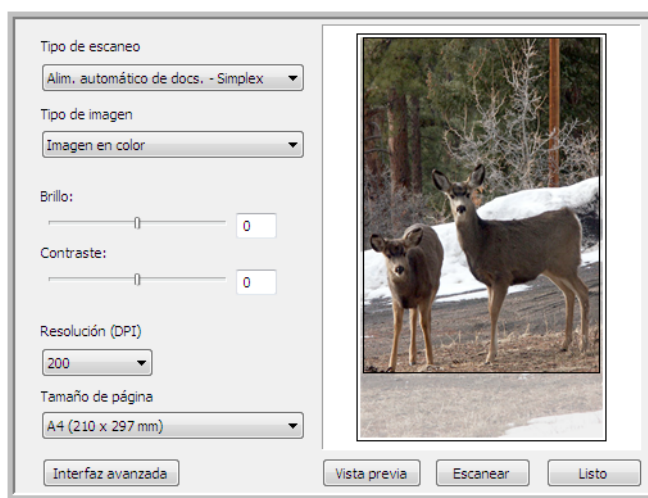 Tipo de escaneo
Alim. automático de docs. - Simplex
Tipo de imagen
Imagen en color
Brillo:
0
Contraste:
0
Resolución (DPI)
200
Tamaño de página
A4 (210 x 297 mm)
Interfaz avanzada
Vista previa
Escanear
Listo